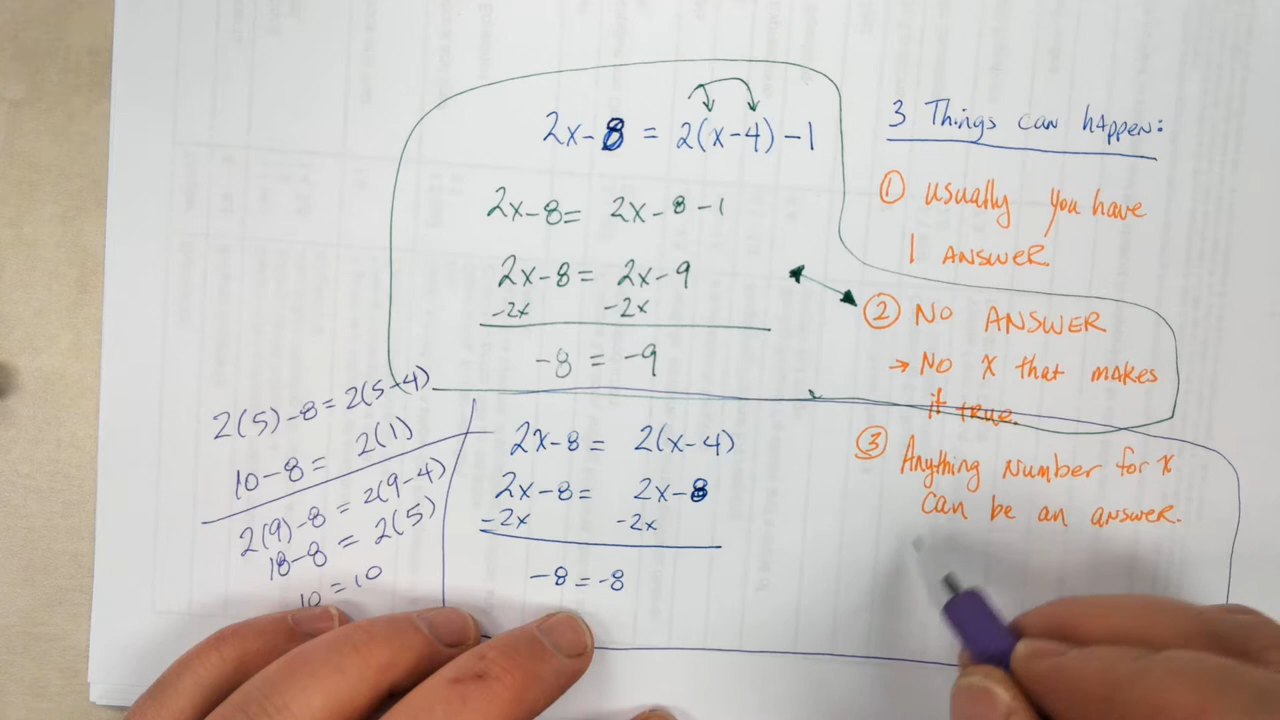 2x-8 = 2(x-4) -1
2x-8 = 2x-8-1
2x-8 = 2x-9
-2x -2x
-8 = -9
3 Things can happen:
① usually you have
1 ANSWER
② NO ANSWER
→ No x that makes
it true.
③ Anything Number for x
can be an answer.
2x-8 = 2(x-4)
2x-8 = 2x-8
-2x -2x
-8 = -8
2(5)-8 = 2(5-4)
10-8 = 2(1)
2(9)-8 = 2(9-4)
18-8 = 2(5)
10 = 10